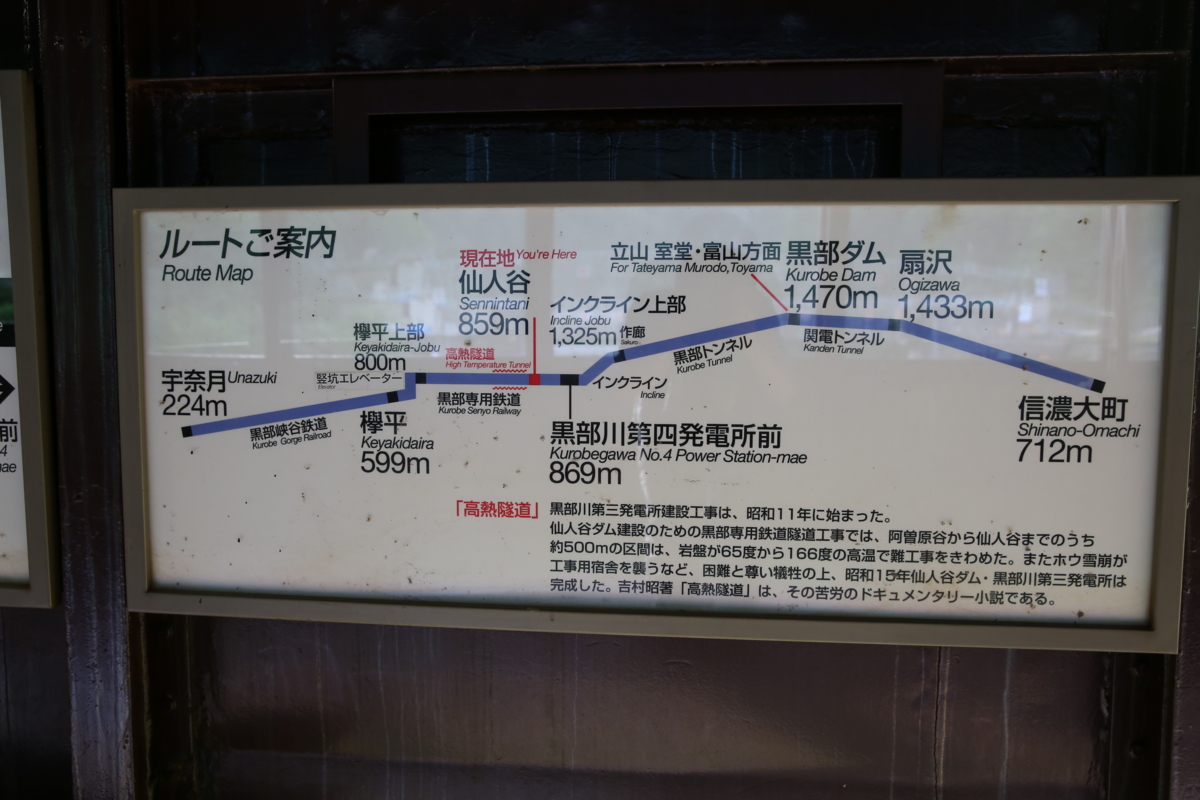 ルートご案内
Route Map
現在地 You're Here
仙人谷
Sennintani
859m
立山 室堂・富山方面
For Tateyama Murodo,Toyama
黒部ダム
Kurobe Dam
1,470m
扇沢
Ogizawa
1,433m
インクライン上部
Incline Jobu
1,325m
作廊
Sakuro
欅平上部
Keyakidaira-Jobu
800m
高熱隧道
High Temperature Tunnel
黒部トンネル
Kurobe Tunnel
関電トンネル
Kanden Tunnel
宇奈月 Unazuki
224m
竪坑エレベーター
Elevator
インクライン
Incline
黒部専用鉄道
Kurobe Senyo Railway
黒部峡谷鉄道
Kurobe Gorge Railroad
欅平
Keyakidaira
599m
黒部川第四発電所前
Kurobegawa No.4 Power Station-mae
869m
信濃大町
Shinano-Omachi
712m
「高熱隧道」 黒部川第三発電所建設工事は、昭和11年に始まった。
仙人谷ダム建設のための黒部専用鉄道隧道工事では、阿曽原谷から仙人谷までのうち
約500mの区間は、岩盤が65度から166度の高温で難工事をきわめた。またホウ雪崩が
工事用宿舎を襲うなど、困難と尊い犠牲の上、昭和15年仙人谷ダム・黒部川第三発電所は
完成した。吉村昭著「高熱隧道」は、その苦労のドキュメンタリー小説である。
前